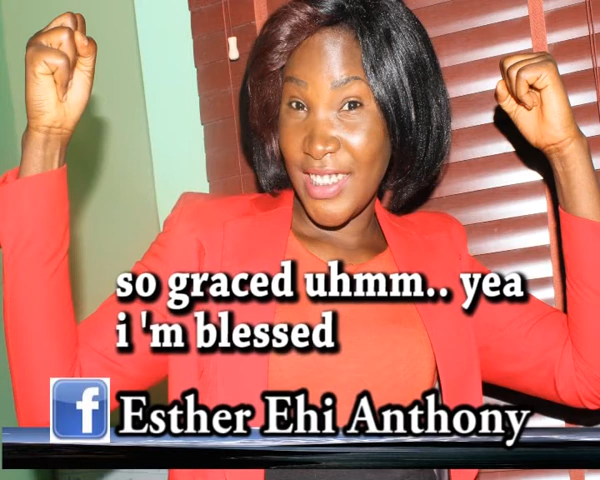 so graced uhmm.. yea
i 'm blessed
f Esther Ehi Anthony